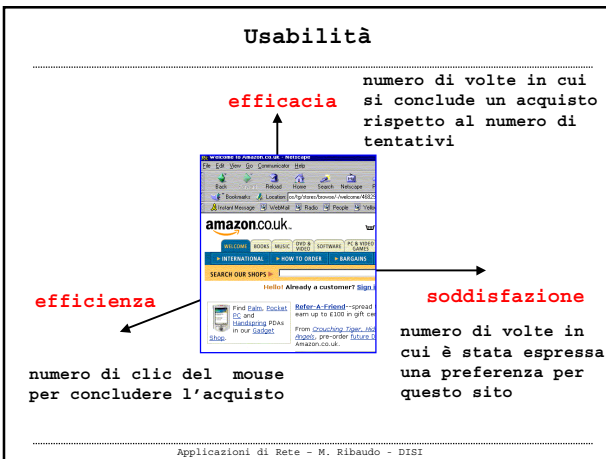 Usabilità
numero di volte in cui
si conclude un acquisto
rispetto al numero di
tentativi
efficacia
Welcome to Amazon.co.uk - Netscape
File Edit View Go Communicator Help
Back Reload Home Search Netscape
Bookmarks Location
Instant Message WebMail Radio People
amazon.co.uk
WELCOME BOOKS MUSIC DVD & VIDEO SOFTWARE PC & VIDEO GAMES
INTERNATIONAL HOW TO ORDER BARGAINS
SEARCH OUR SHOPS
Hello! Already a customer? Sign
Find Palm, Pocket
PC and
Handspring PDAs
in our Gadget
Shop.
Refer-A-Friend--spread
earn up to £100 in gift
From Crouching Tiger,
Angels, pre-order future
Amazon.co.uk.
efficienza
numero di clic del mouse
per concludere l'acquisto
soddisfazione
numero di volte in
cui è stata espressa
una preferenza per
questo sito
Applicazioni di Rete - M. Ribaudo - DISI